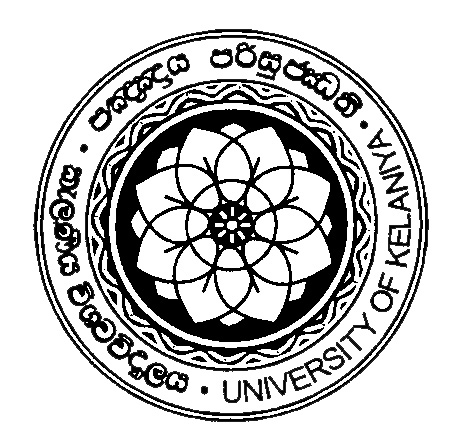 පඤ්ඤාය පරිසුජ්ඣති
කැලණිය විශ්වවිද්‍යාලය
UNIVERSITY OF KELANIYA